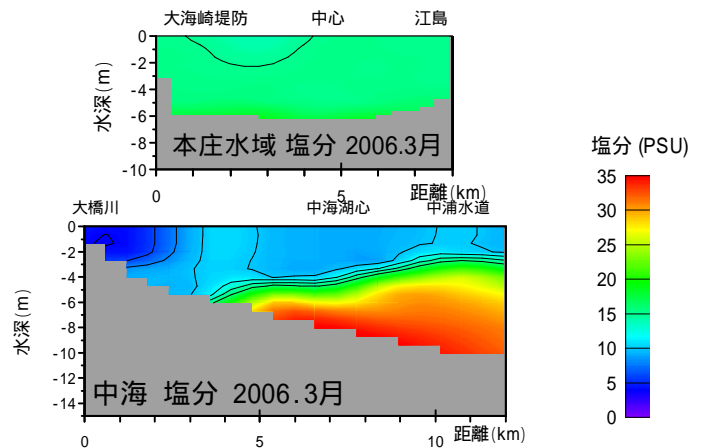 大海崎堤防 中心 江島
0
-2
-4
-6
-8
-10
水深(m)
本庄水域 塩分 2006.3月
0 5
距離(km)
大橋川 中海湖心 中浦水道
0
-2
-4
-6
-8
-10
-12
-14
水深(m)
中海 塩分 2006.3月
0 5 10 距離(km)
塩分 (PSU)
35
30
25
20
15
10
5
0